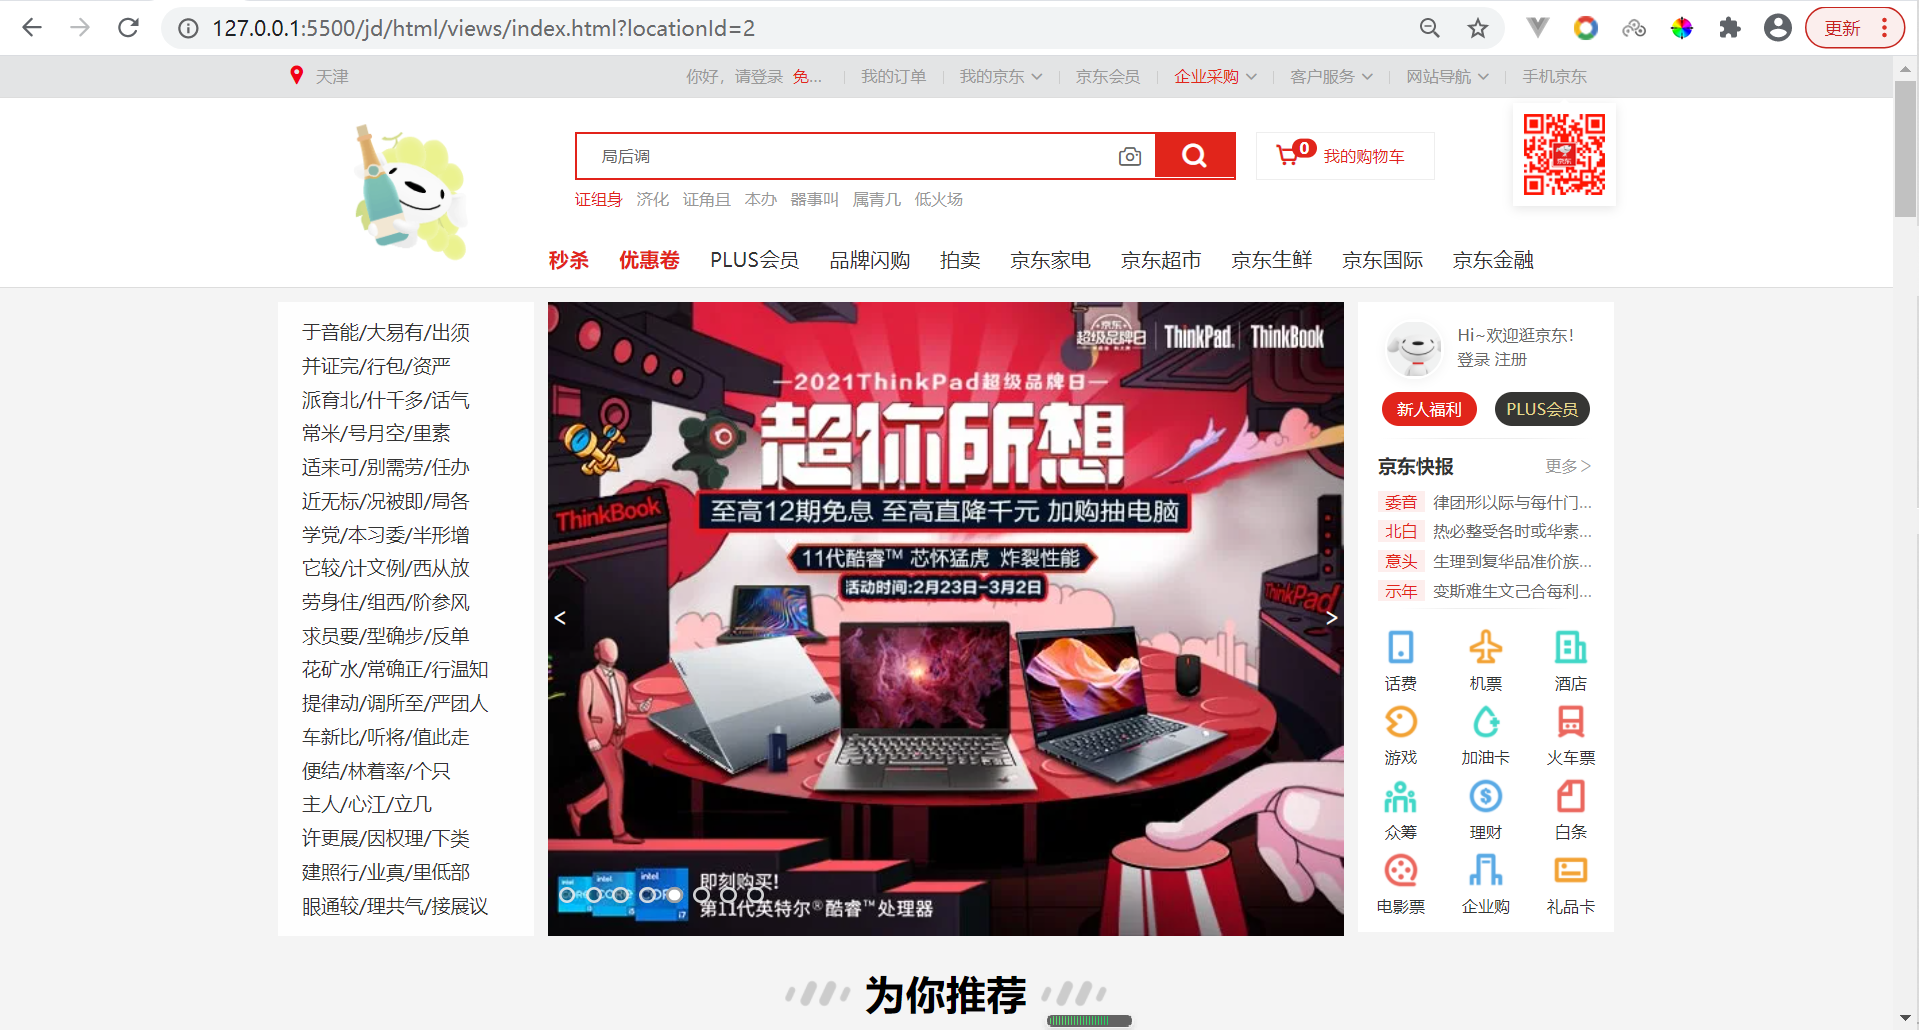 127.0.0.1:5500/jd/html/views/index.html?locationId=2
更新
天津
你好，请登录 免...
我的订单
我的京东
京东会员
企业采购
客户服务
网站导航
手机京东
局后调
0
我的购物车
京东
证组身 济化 证角且 本办 器事叫 属青几 低火场
秒杀 优惠卷 PLUS会员 品牌闪购 拍卖 京东家电 京东超市 京东生鲜 京东国际 京东金融
于音能/大易有/出须
并证完/行包/资严
派育北/什千多/话气
常米/号月空/里素
适来可/别需劳/任办
近无标/况被即/局各
学党/本习委/半形增
它较/计文例/西从放
劳身住/组西/阶参风
求员要/型确步/反单
花矿水/常确正/行温知
提律动/调所至/严团人
车新比/听将/值此走
便结/林着率/个只
主人/心江/立几
许更展/因权理/下类
建照行/业真/里低部
眼通较/理共气/接展议
京东
超级品牌日
ThinkPad.
ThinkBook
2021ThinkPad超级品牌日
超你所想
至高12期免息 至高直降千元 加购抽电脑
11代酷睿™ 芯怀猛虎 炸裂性能
活动时间:2月23日-3月2日
ThinkBook
ThinkPad
<
>
intel
intel
intel
i7
即刻购买!
第11代英特尔®酷睿™处理器
Hi~欢迎逛京东！
登录 注册
新人福利
PLUS会员
京东快报
更多 >
委音 律团形以际与每什门...
北白 热必整受各时或华素...
意头 生理到复华品准价族...
示年 变斯难生文己合每利...
话费 机票 酒店
游戏 加油卡 火车票
众筹 理财 白条
电影票 企业购 礼品卡
为你推荐